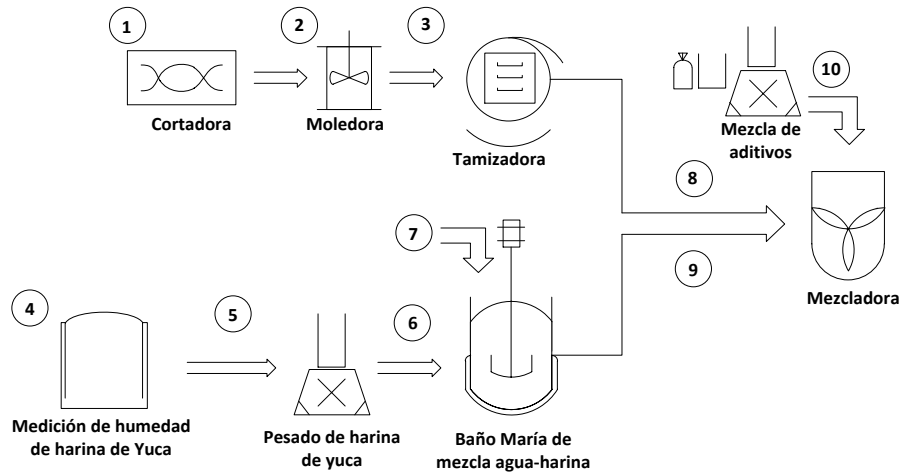 1
2
3
Cortadora
Moledora
Tamizadora
10
Mezcla de
aditivos
8
9
Mezcladora
4
5
6
7
Medición de humedad
de harina de Yuca
Pesado de harina
de yuca
Baño María de
mezcla agua-harina